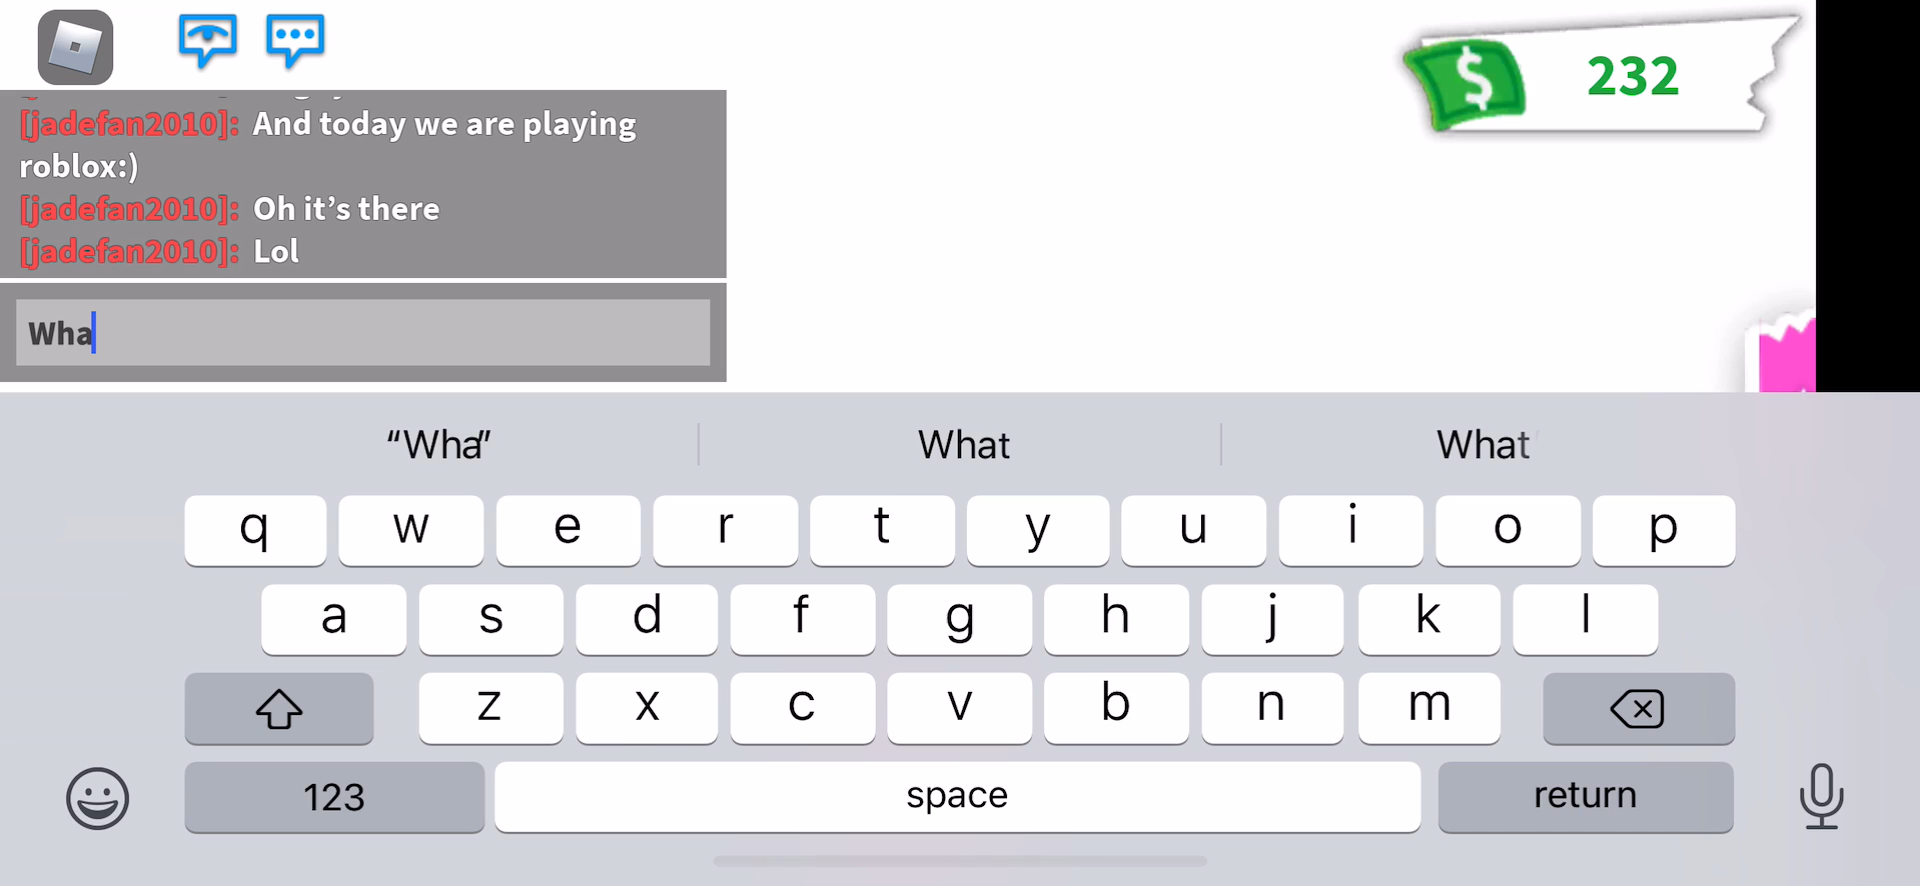 232
[jadefan2010]: And today we are playing
roblox:)
[jadefan2010]: Oh it’s there
[jadefan2010]: Lol
Wha
“Wha” What What
q w e r t y u i o p
a s d f g h j k l
z x c v b n m
123 space return